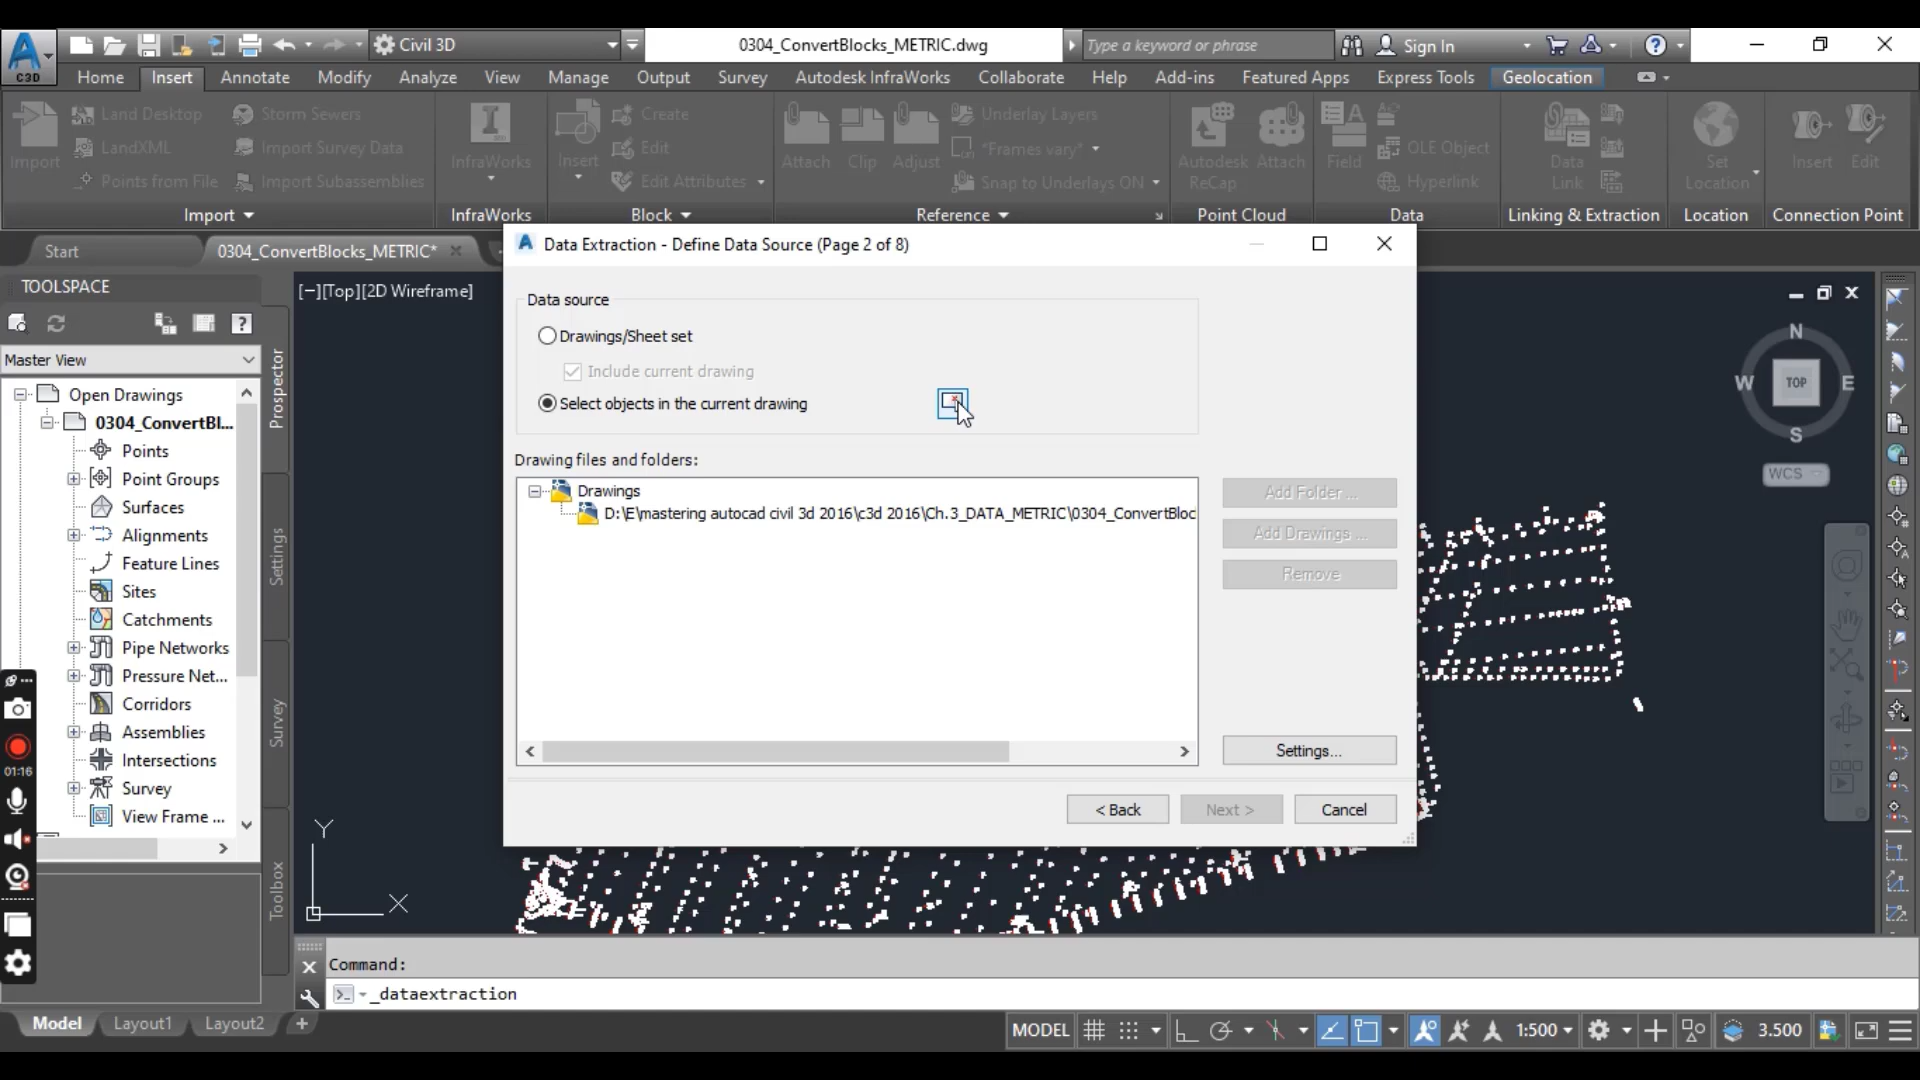 C3D
Civil 3D
0304_ConvertBlocks_METRIC.dwg
Type a keyword or phrase
Sign In
Home Insert Annotate Modify Analyze View Manage Output Survey Autodesk InfraWorks Collaborate Help Add-ins Featured Apps Express Tools Geolocation
Import
Land Desktop
LandXML
Points from File
Storm Sewers
Import Survey Data
Import Subassemblies
InfraWorks
Insert
Create
Edit
Edit Attributes
Attach
Clip
Adjust
Underlay Layers
*Frames vary*
Snap to Underlays ON
Autodesk
ReCap
Attach
Field
OLE Object
Hyperlink
Data
Link
Set
Location
Insert
Edit
Import
InfraWorks
Block
Reference
Point Cloud
Data
Linking & Extraction
Location
Connection Point
Start
0304_ConvertBlocks_METRIC*
TOOLSPACE
Master View
Open Drawings
0304_ConvertBl...
Points
Point Groups
Surfaces
Alignments
Feature Lines
Sites
Catchments
Pipe Networks
Pressure Net...
Corridors
Assemblies
Intersections
Survey
View Frame ...
Prospector
Settings
Survey
Toolbox
01:16
[−][Top][2D Wireframe]
N
W
TOP
E
S
WCS
Y
X
Data Extraction - Define Data Source (Page 2 of 8)
Data source
Drawings/Sheet set
Include current drawing
Select objects in the current drawing
Drawing files and folders:
Drawings
D:\E\mastering autocad civil 3d 2016\c3d 2016\Ch.3_DATA_METRIC\0304_ConvertBloc
Add Folder ...
Add Drawings ...
Remove
Settings...
< Back
Next >
Cancel
Command:
_dataextraction
Model
Layout1
Layout2
MODEL
1:500
3.500